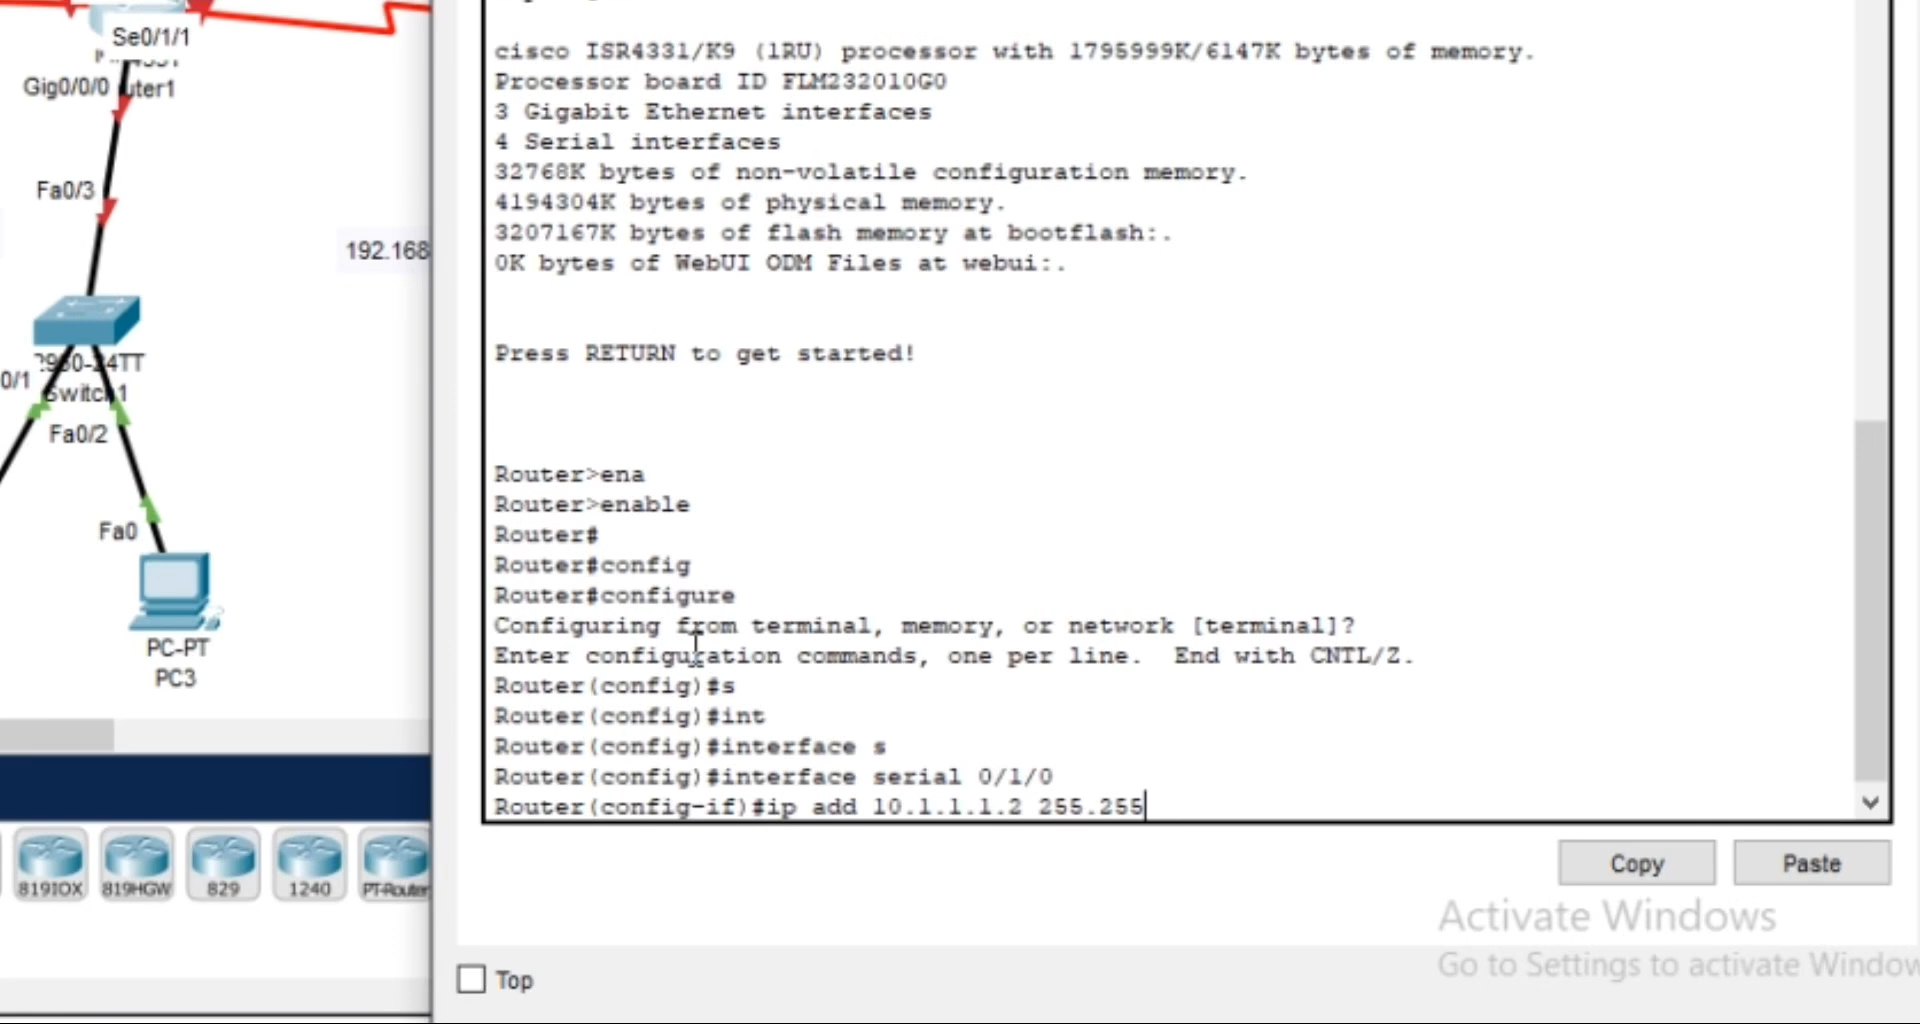 Se0/1/1
Gig0/0/0
uter1
Fa0/3
192.168
2960-24TT
Switch1
0/1
Fa0/2
Fa0
PC-PT
PC3
819IOX
819HGW
829
1240
PT-Router
cisco ISR4331/K9 (1RU) processor with 1795999K/6147K bytes of memory.
Processor board ID FLM232010G0
3 Gigabit Ethernet interfaces
4 Serial interfaces
32768K bytes of non-volatile configuration memory.
4194304K bytes of physical memory.
3207167K bytes of flash memory at bootflash:.
0K bytes of WebUI ODM Files at webui:.
Press RETURN to get started!
Router>ena
Router>enable
Router#
Router#config
Router#configure
Configuring from terminal, memory, or network [terminal]?
Enter configuration commands, one per line.  End with CNTL/Z.
Router(config)#s
Router(config)#int
Router(config)#interface s
Router(config)#interface serial 0/1/0
Router(config-if)#ip add 10.1.1.1.2 255.255
Copy
Paste
Activate Windows
Go to Settings to activate Window
Top